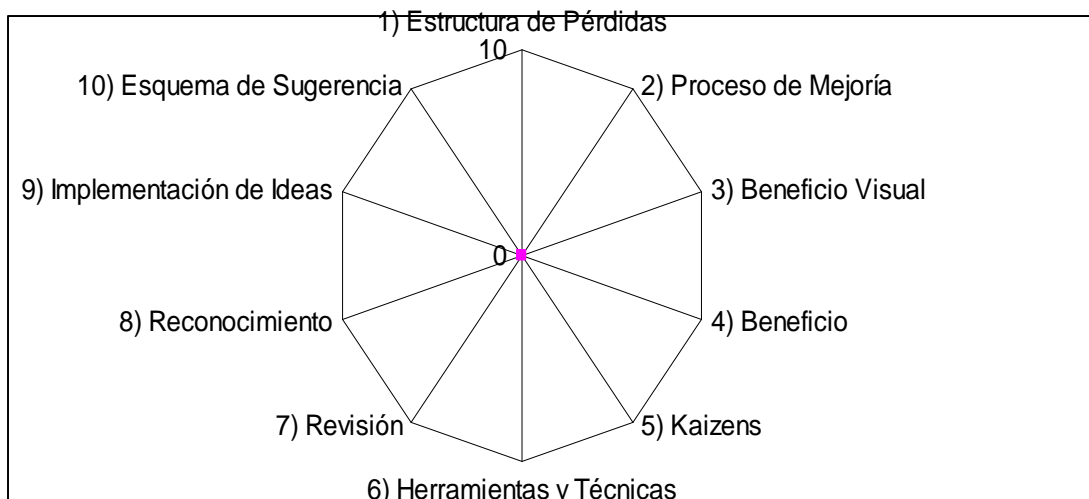 1) Estructura de Pérdidas
10
10) Esquema de Sugerencia
2) Proceso de Mejoría
9) Implementación de Ideas
3) Beneficio Visual
0
8) Reconocimiento
4) Beneficio
7) Revisión
5) Kaizens
6) Herramientas y Técnicas